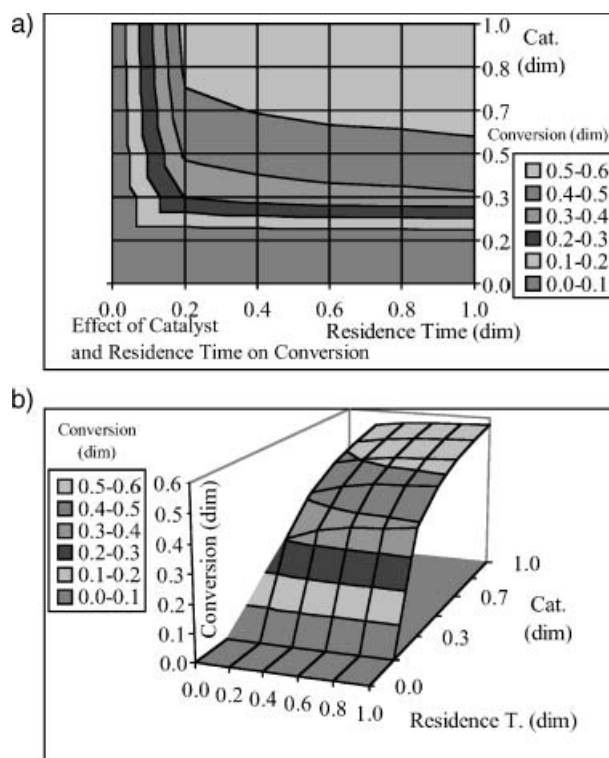 a)
1.0
Cat.
(dim)
0.8
0.7
Conversion (dim)
0.5
0.5-0.6
0.4-0.5
0.3
0.3-0.4
0.2-0.3
0.2
0.1-0.2
0.0-0.1
0.0
0.0 0.2 0.4 0.6 0.8 1.0
Effect of Catalyst Residence Time (dim)
and Residence Time on Conversion
b)
Conversion
(dim)
0.5-0.6
0.4-0.5
0.3-0.4
0.2-0.3
0.1-0.2
0.0-0.1
0.6
0.5
0.4
0.3
0.2
0.1
0.0
Conversion (dim)
1.0
0.7
Cat.
(dim)
0.3
0.0
0.0 0.2 0.4 0.6 0.8 1.0
Residence T. (dim)